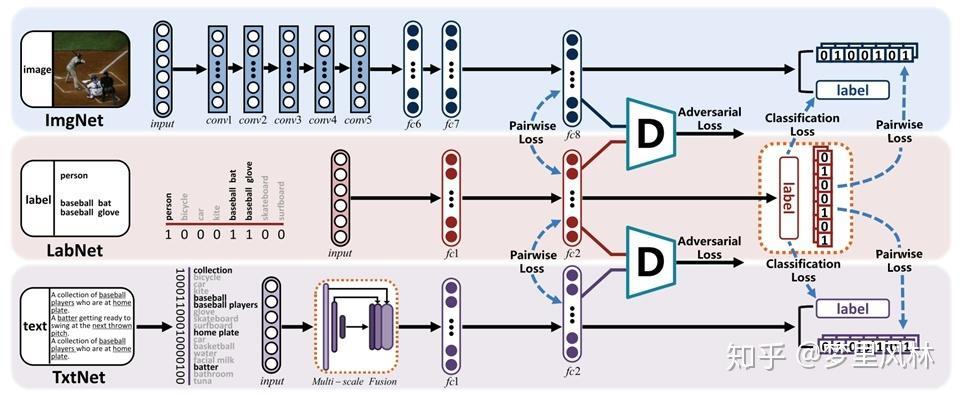 image
ImgNet
input
conv1
conv2
conv3
conv4
conv5
fc6
fc7
fc8
Pairwise
Loss
D
Adversarial
Loss
0 1 0 0 1 0 1
label
Classification
Loss
Pairwise
Loss
label
person
baseball bat
baseball glove
LabNet
person
bicycle
car
kite
baseball bat
baseball glove
skateboard
surfboard
1 0 0 0 1 1 0 0
input
fc1
fc2
label
0
1
0
0
1
0
1
Pairwise
Loss
D
Adversarial
Loss
Classification
Loss
Pairwise
Loss
text
A collection of baseball
players who are at home
plate.
A batter getting ready to
swing at the next thrown
pitch.
A collection of baseball
players who are at home
plate.
TxtNet
1000110001000000100
collection
bicycle
car
kite
baseball
baseball players
glove
skateboard
surfboard
home plate
car
basketball
water
facial milk
batter
bathroom
tuna
input
Multi-scale Fusion
fc1
fc2
label
知乎 @梦里风林